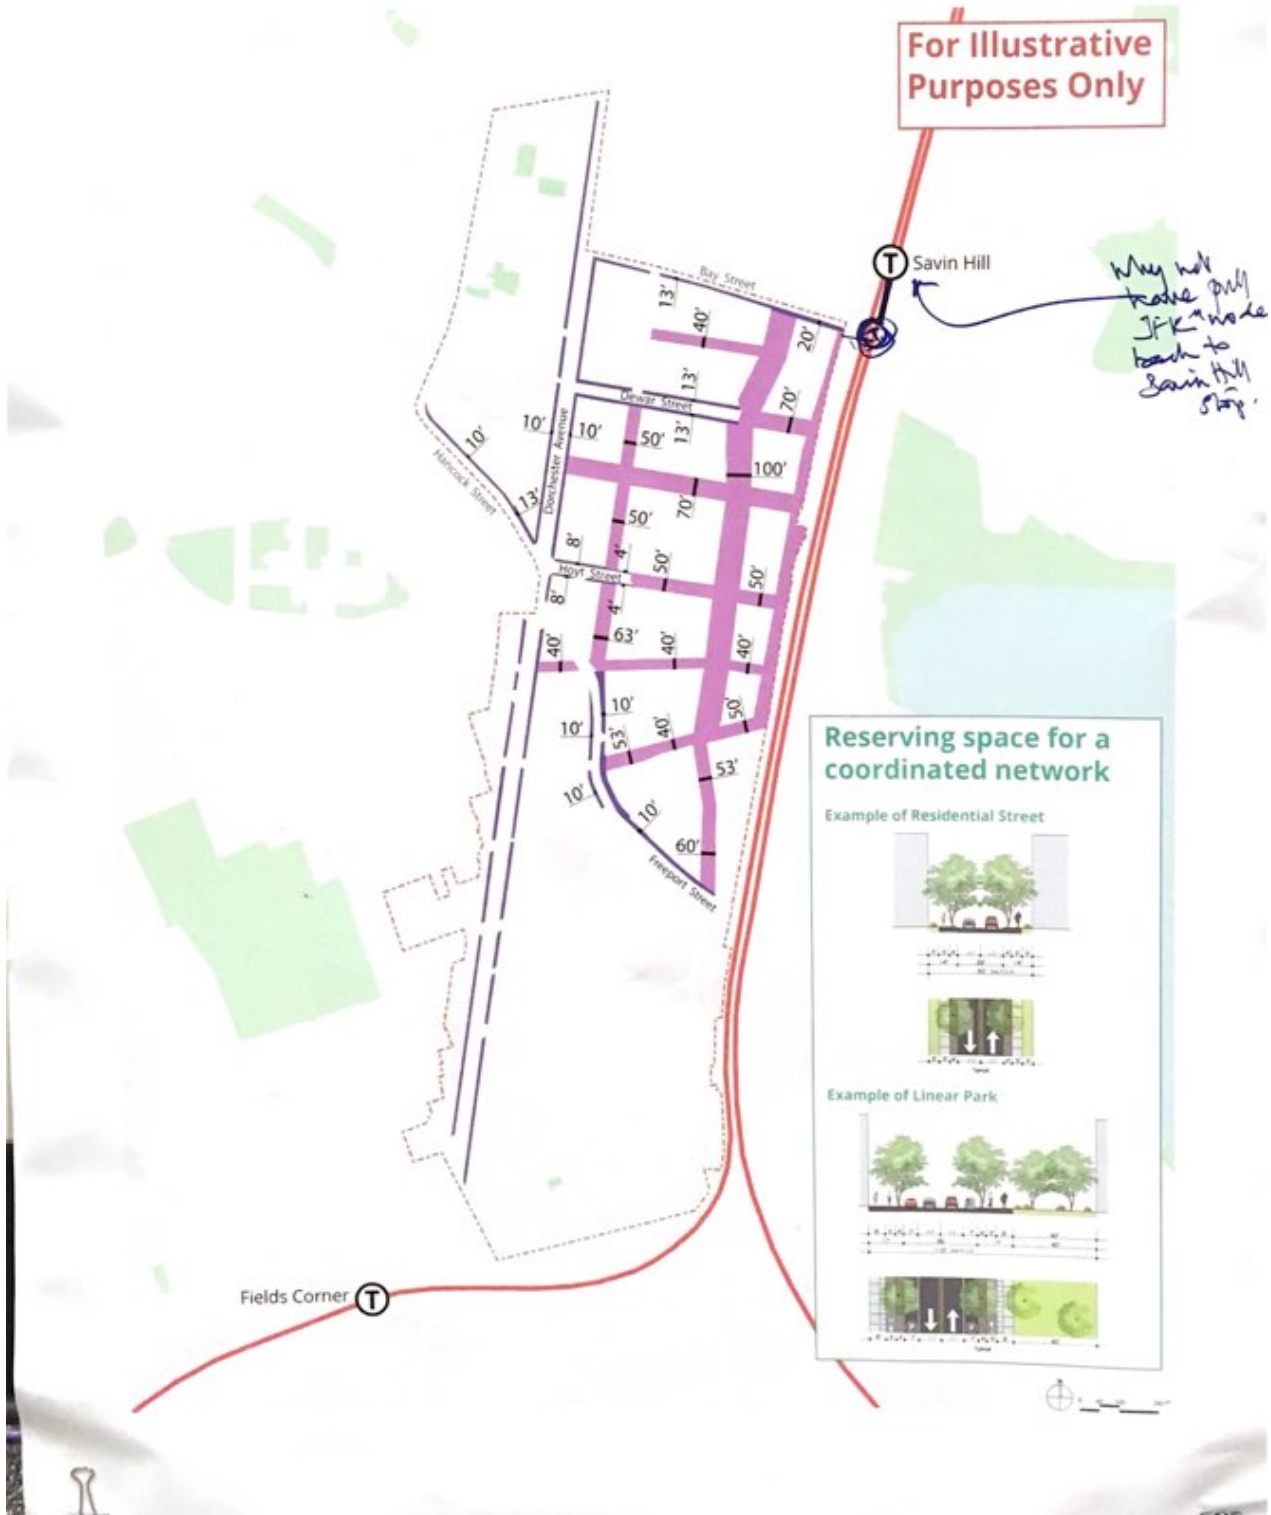 For Illustrative
Purposes Only
T
Savin Hill
Why not
JFK
back to
Savin Hill
stop.
Bay Street
13'
40'
20'
13'
Dewar Street
13'
70'
10'
Hancock Street
13'
10'
Dorchester Avenue
10'
50'
100'
70'
50'
8'
4'
50'
50'
Hoyt Street
8'
4'
63'
40'
40'
40'
10'
10'
53'
40'
50'
53'
10'
10'
60'
Freeport Street
Reserving space for a
coordinated network
Example of Residential Street
Example of Linear Park
Fields Corner
T